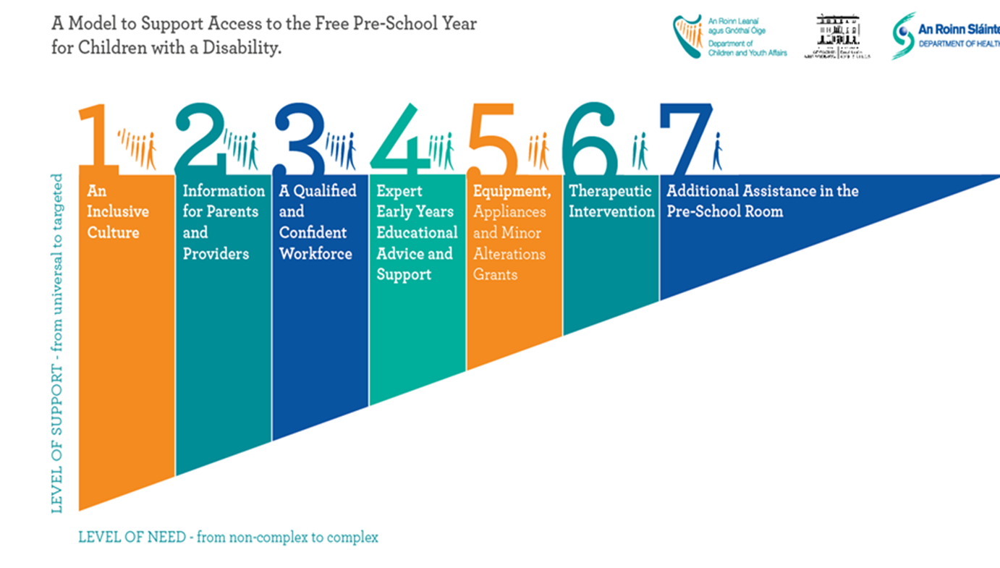 A Model to Support Access to the Free Pre-School Year
for Children with a Disability.
An Roinn Leanaí
agus Gnóthaí Óige
Department of
Children and Youth Affairs
An Roinn Sláinte
DEPARTMENT OF HEALTH
1
2
3
4
5
6
7
An
Inclusive
Culture
Information
for Parents
and
Providers
A Qualified
and
Confident
Workforce
Expert
Early Years
Educational
Advice and
Support
Equipment,
Appliances
and Minor
Alterations
Grants
Therapeutic
Intervention
Additional Assistance in the
Pre-School Room
LEVEL OF SUPPORT - from universal to targeted
LEVEL OF NEED - from non-complex to complex